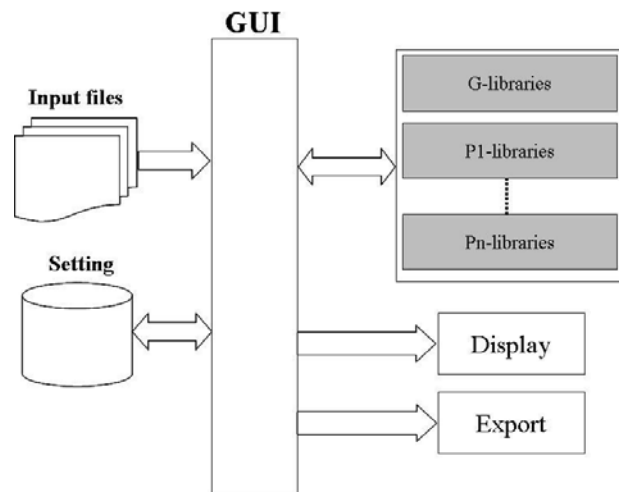 GUI
Input files
G-libraries
P1-libraries
Pn-libraries
Setting
Display
Export